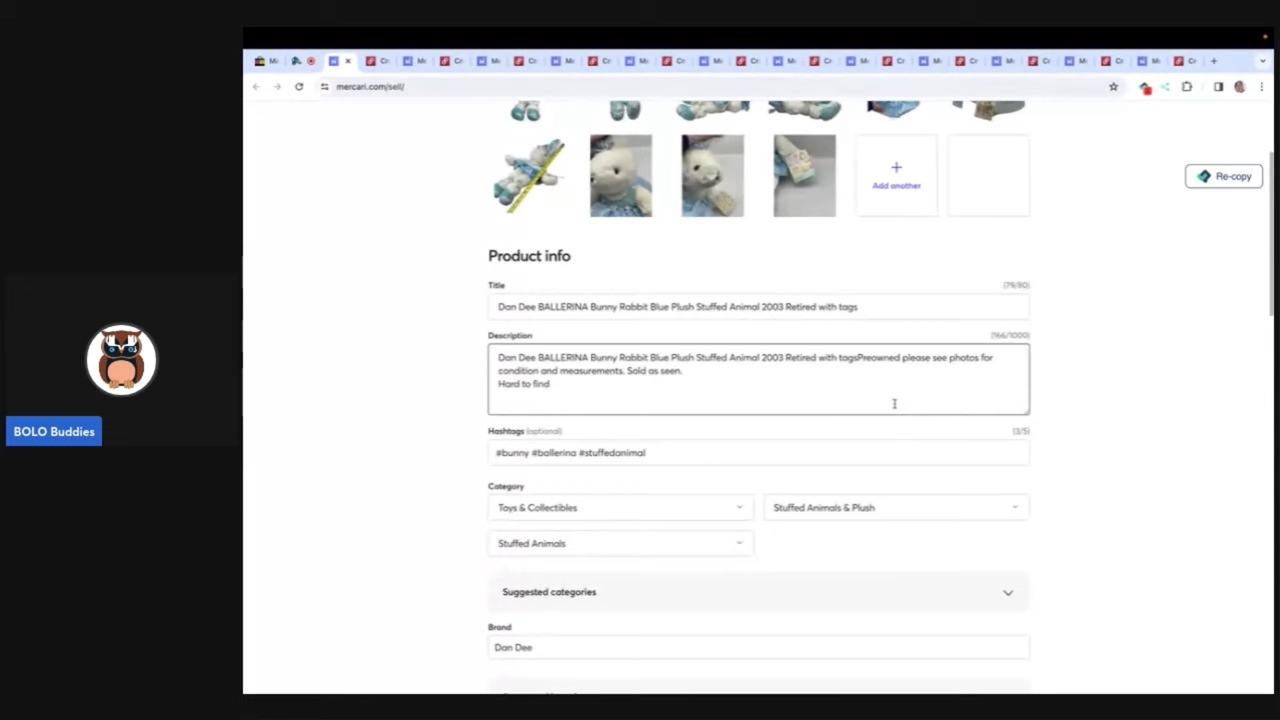 mercari.com/sell/
Re-copy
Add another
Product info
Title
(79/80)
Dan Dee BALLERINA Bunny Rabbit Blue Plush Stuffed Animal 2003 Retired with tags
Description
(166/1000)
Dan Dee BALLERINA Bunny Rabbit Blue Plush Stuffed Animal 2003 Retired with tagsPreowned please see photos for
condition and measurements. Sold as seen.
Hard to find
Hashtags (optional)
(3/5)
#bunny #ballerina #stuffedanimal
Category
Toys & Collectibles
Stuffed Animals & Plush
Stuffed Animals
Suggested categories
Brand
Dan Dee
BOLO Buddies